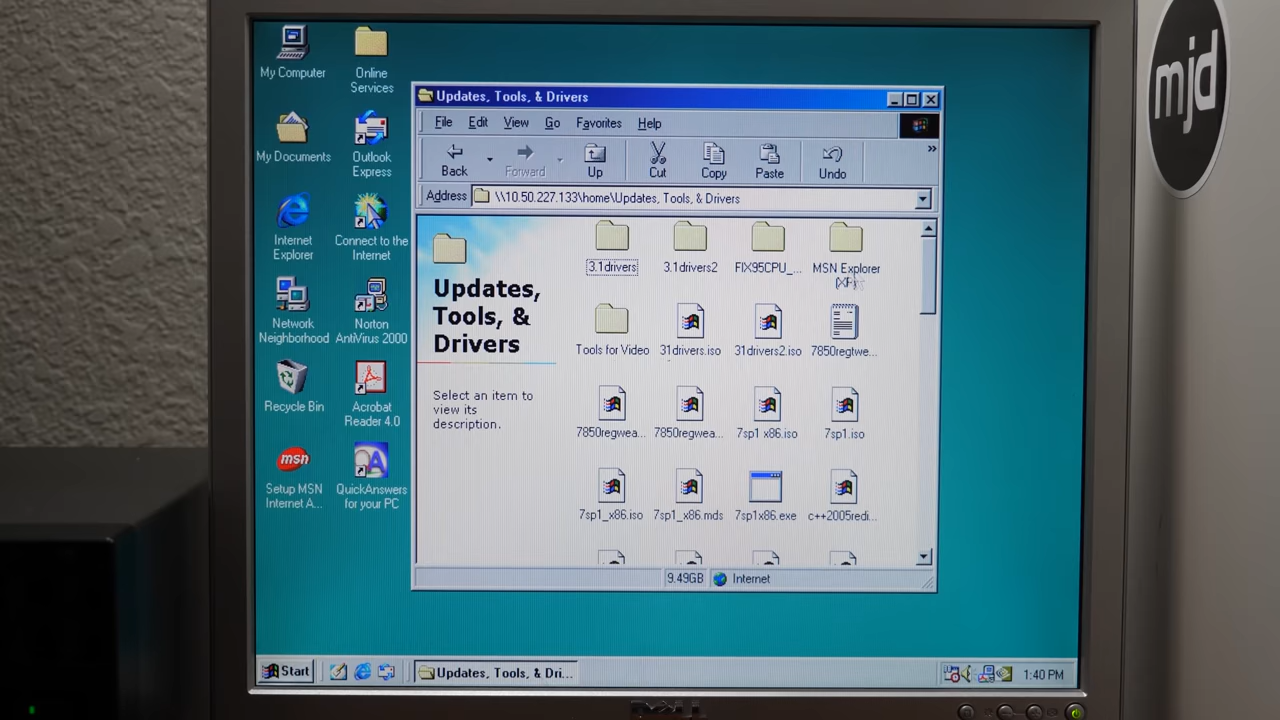 My Computer
Online
Services
My Documents
Outlook
Express
Internet
Explorer
Connect to the
Internet
Network
Neighborhood
Norton
AntiVirus 2000
Recycle Bin
Acrobat
Reader 4.0
msn
Setup MSN
Internet A...
QuickAnswers
for your PC
Updates, Tools, & Drivers
File Edit View Go Favorites Help
Back Forward Up Cut Copy Paste Undo »
Address \\10.50.227.133\home\Updates, Tools, & Drivers
Updates,
Tools, &
Drivers
Select an item to
view its
description.
3.1drivers 3.1drivers2 FIX95CPU_... MSN Explorer
(XP)
Tools for Video 31drivers.iso 31drivers2.iso 7850regtwe...
7850regwea... 7850regwea... 7sp1 x86.iso 7sp1.iso
7sp1_x86.iso 7sp1_x86.mds 7sp1x86.exe c++2005redi...
9.49GB Internet
Start Updates, Tools, & Dri... 1:40 PM
DELL
mjd